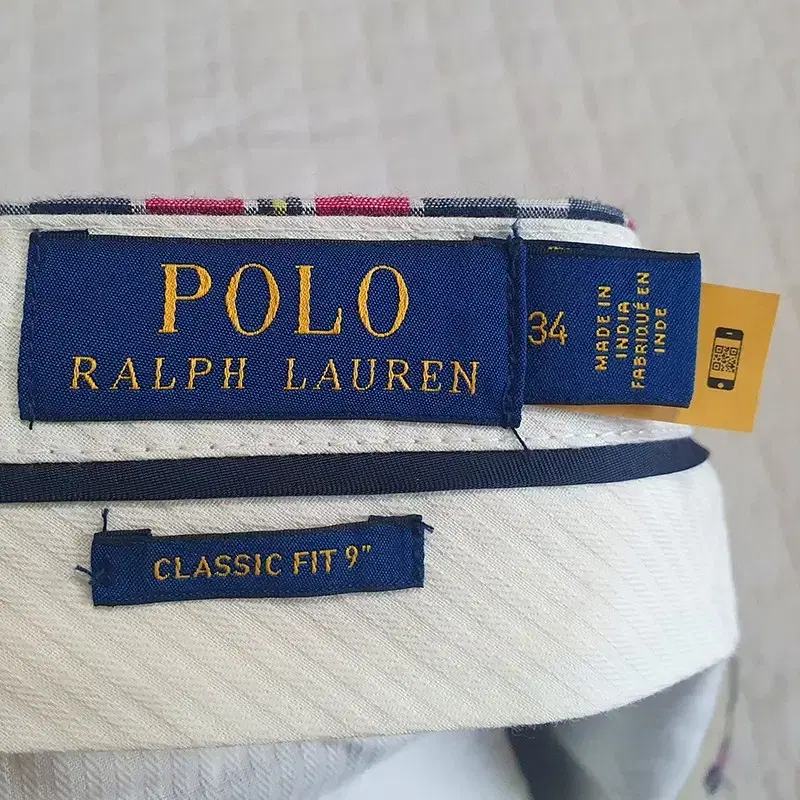 POLO
RALPH LAUREN
34
MADE IN
INDIA
FABRIQUÉ EN
INDE
CLASSIC FIT 9"